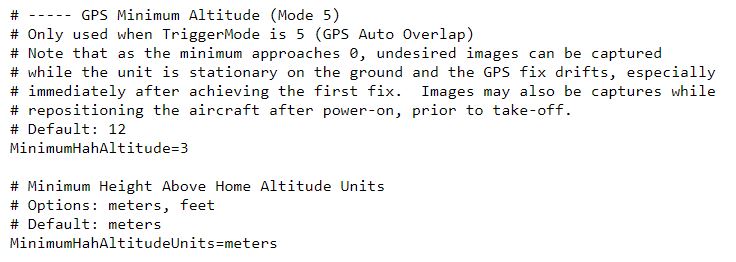 # ----- GPS Minimum Altitude (Mode 5)
# Only used when TriggerMode is 5 (GPS Auto Overlap)
# Note that as the minimum approaches 0, undesired images can be captured
# while the unit is stationary on the ground and the GPS fix drifts, especially
# immediately after achieving the first fix.  Images may also be captures while
# repositioning the aircraft after power-on, prior to take-off.
# Default: 12
MinimumHahAltitude=3

# Minimum Height Above Home Altitude Units
# Options: meters, feet
# Default: meters
MinimumHahAltitudeUnits=meters